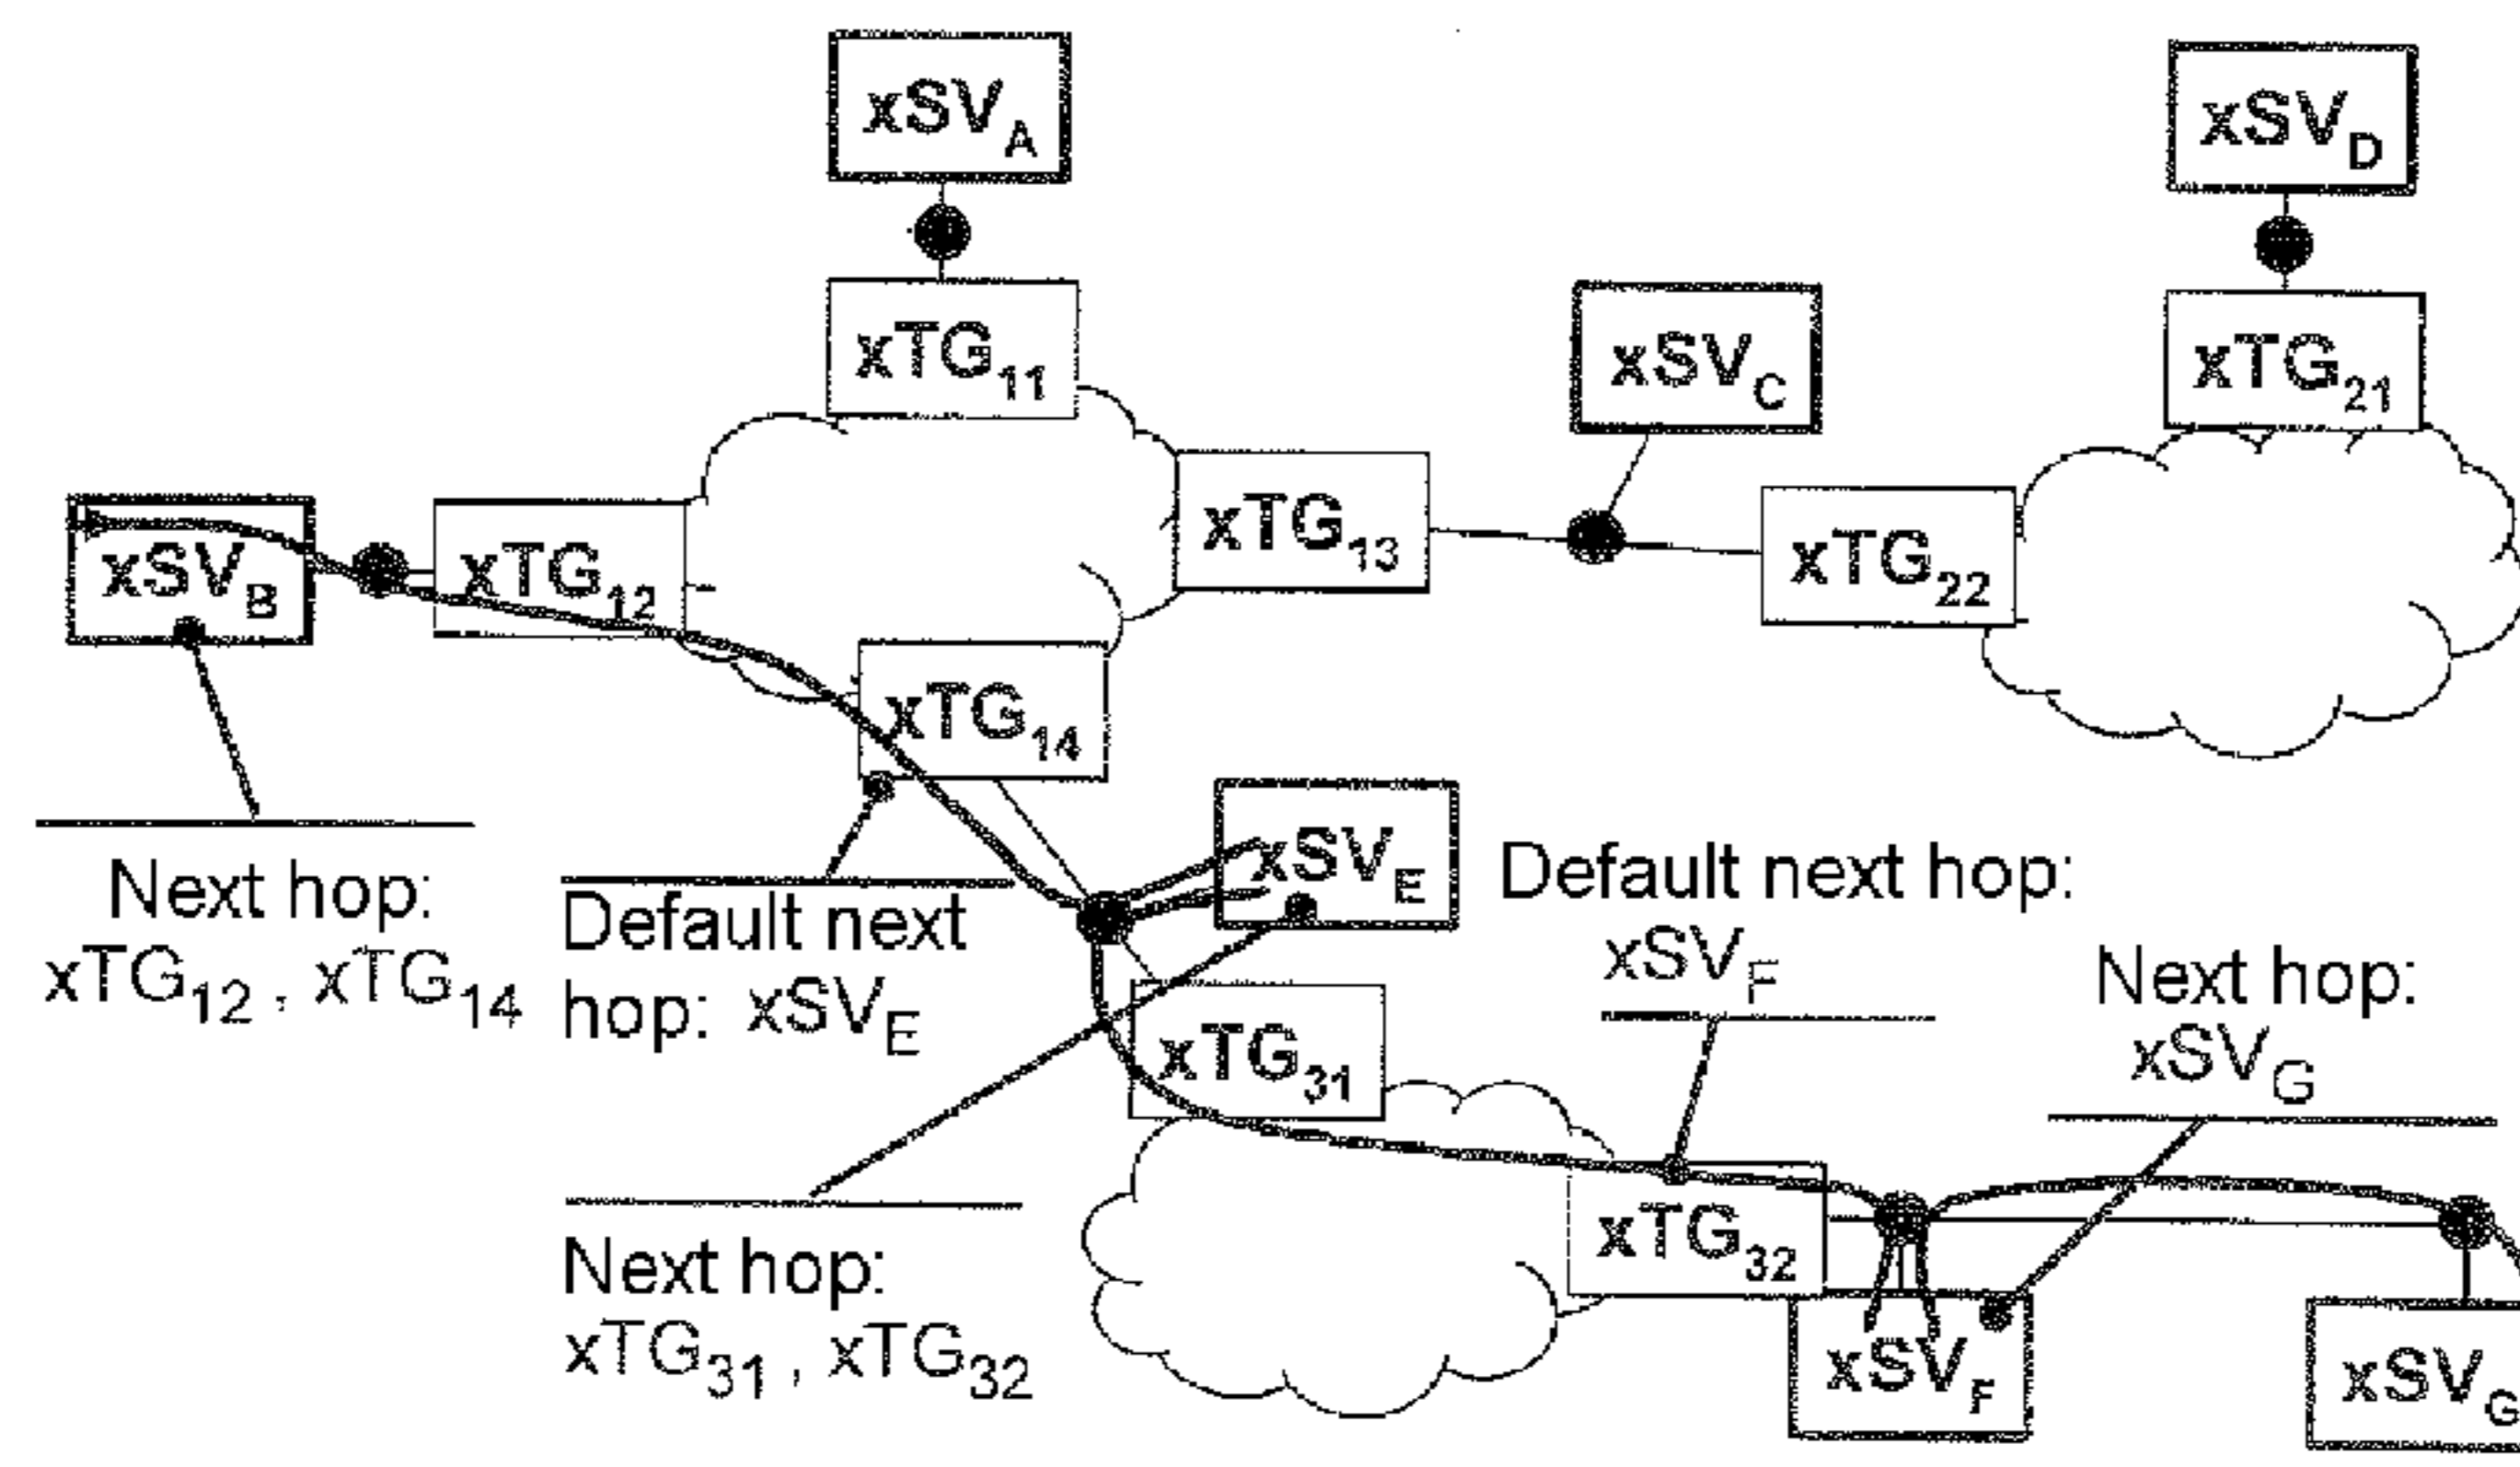 xSV_A
xSV_D
xTG_11
xSV_C
xTG_21
xTG_13
xSV_B
xTG_12
xTG_22
xTG_14
xSV_E
Next hop:
xTG_12 , xTG_14
Default next
hop: xSV_E
Default next hop:
xSV_F
Next hop:
xSV_G
xTG_31
xTG_32
Next hop:
xTG_31 , xTG_32
xSV_F
xSV_G